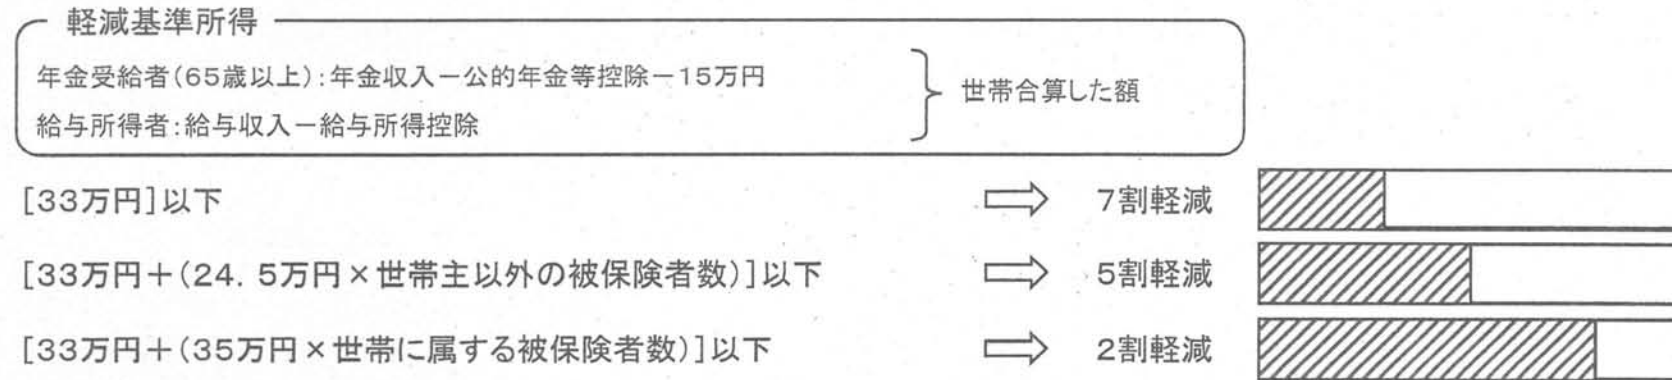 軽減基準所得
年金受給者(65歳以上):年金収入－公的年金等控除－15万円
給与所得者:給与収入－給与所得控除
世帯合算した額
[33万円]以下 ⇨ 7割軽減
[33万円＋(24.5万円×世帯主以外の被保険者数)]以下 ⇨ 5割軽減
[33万円＋(35万円×世帯に属する被保険者数)]以下 ⇨ 2割軽減